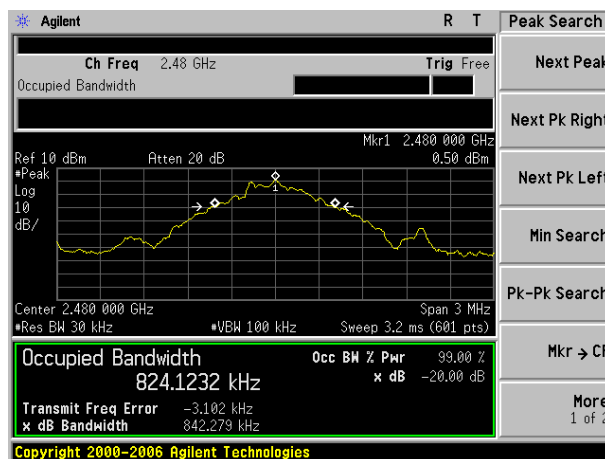 Agilent R T Peak Search
Ch Freq 2.48 GHz Trig Free
Occupied Bandwidth
Next Peak
Next Pk Right
Mkr1 2.480 000 GHz
Ref 10 dBm Atten 20 dB 0.50 dBm
#Peak
Log
10
dB/
1
Next Pk Left
Min Search
Pk-Pk Search
Center 2.480 000 GHz Span 3 MHz
#Res BW 30 kHz #VBW 100 kHz Sweep 3.2 ms (601 pts)
Occupied Bandwidth Occ BW % Pwr 99.00 %
824.1232 kHz x dB -20.00 dB
Transmit Freq Error -3.102 kHz
x dB Bandwidth 842.279 kHz
Mkr → CF
More
1 of 2
Copyright 2000-2006 Agilent Technologies